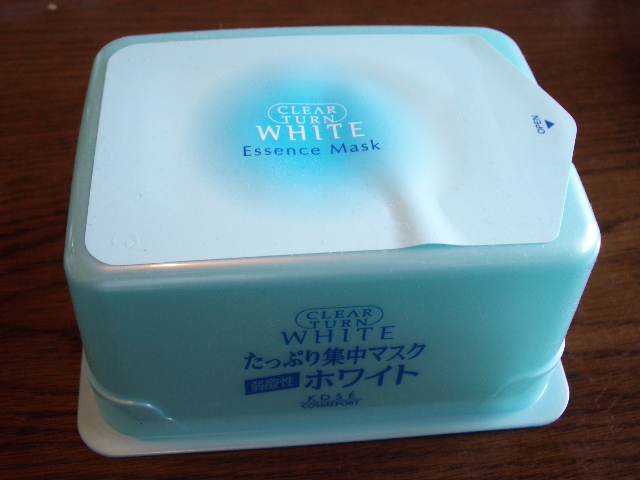 CLEAR
TURN
WHITE
Essence Mask
OPEN
CLEAR
TURN
WHITE
たっぷり集中マスク
弱酸性 ホワイト
KOSÉ
COSMEPORT